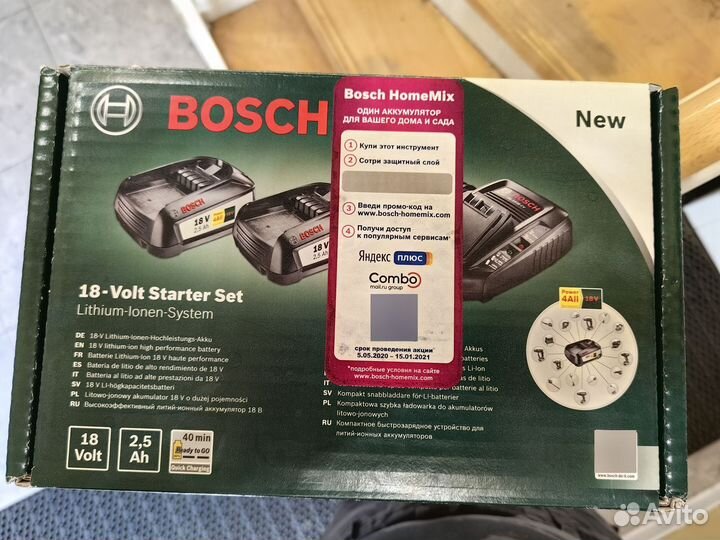 BOSCH
New
18 V
2,5 Ah
18 V
2,5 Ah
BOSCH
Bosch HomeMix
ОДИН АККУМУЛЯТОР
ДЛЯ ВАШЕГО ДОМА И САДА
1 Купи этот инструмент
2 Сотри защитный слой
3 Введи промо-код на
www.bosch-homemix.com
4 Получи доступ
к популярным сервисам*
Яндекс плюс
Combo
mail.ru group
срок проведения акции
5.05.2020 – 15.01.2021
*подробные условия на сайте
www.bosch-homemix.com
18-Volt Starter Set
Lithium-Ionen-System
DE 18-V Lithium-Ionen-Hochleistungs-Akku
EN 18 V lithium-ion high performance battery
FR Batterie Lithium-Ion 18 V haute performance
ES Batería de litio de alto rendimiento de 18 V
IT Batteria al litio ad alte prestazioni da 18 V
SV 18 V LI-högkapacitetsbatteri
PL Litowo-jonowy akumulator 18 V o dużej pojemności
RU Высокоэффективный литий-ионный аккумулятор 18 В
Akkus
batteries
Li-Ion
de litio
batterie al litio
SV Kompakt snabbladdare för LI-batterier
PL Kompaktowa szybka ładowarka do akumulatorów
litowo-jonowych
RU Компактное быстрозарядное устройство для
литий-ионных аккумуляторов
Power
4All 18V
18
Volt
2,5
Ah
40 min
Ready to GO
Quick Charging
www.bosch-do-it.com
Avito